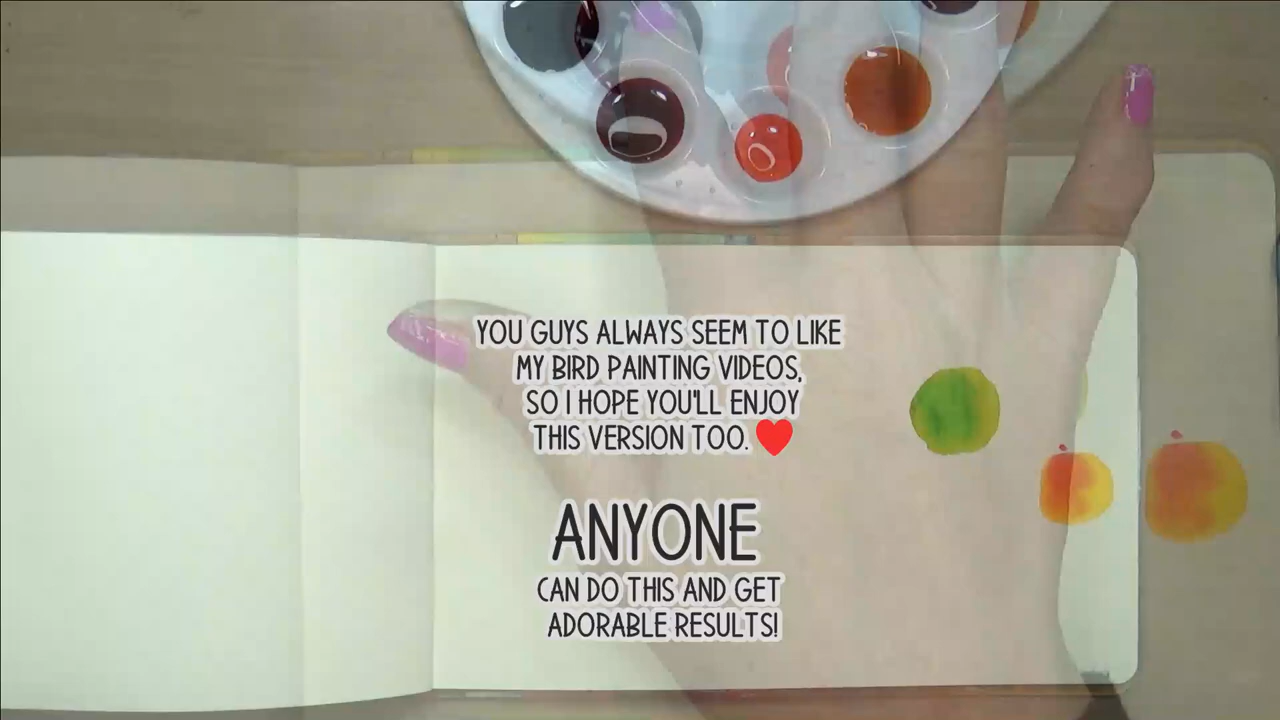 YOU GUYS ALWAYS SEEM TO LIKE
MY BIRD PAINTING VIDEOS,
SO I HOPE YOU'LL ENJOY
THIS VERSION TOO. ❤
ANYONE
CAN DO THIS AND GET
ADORABLE RESULTS!